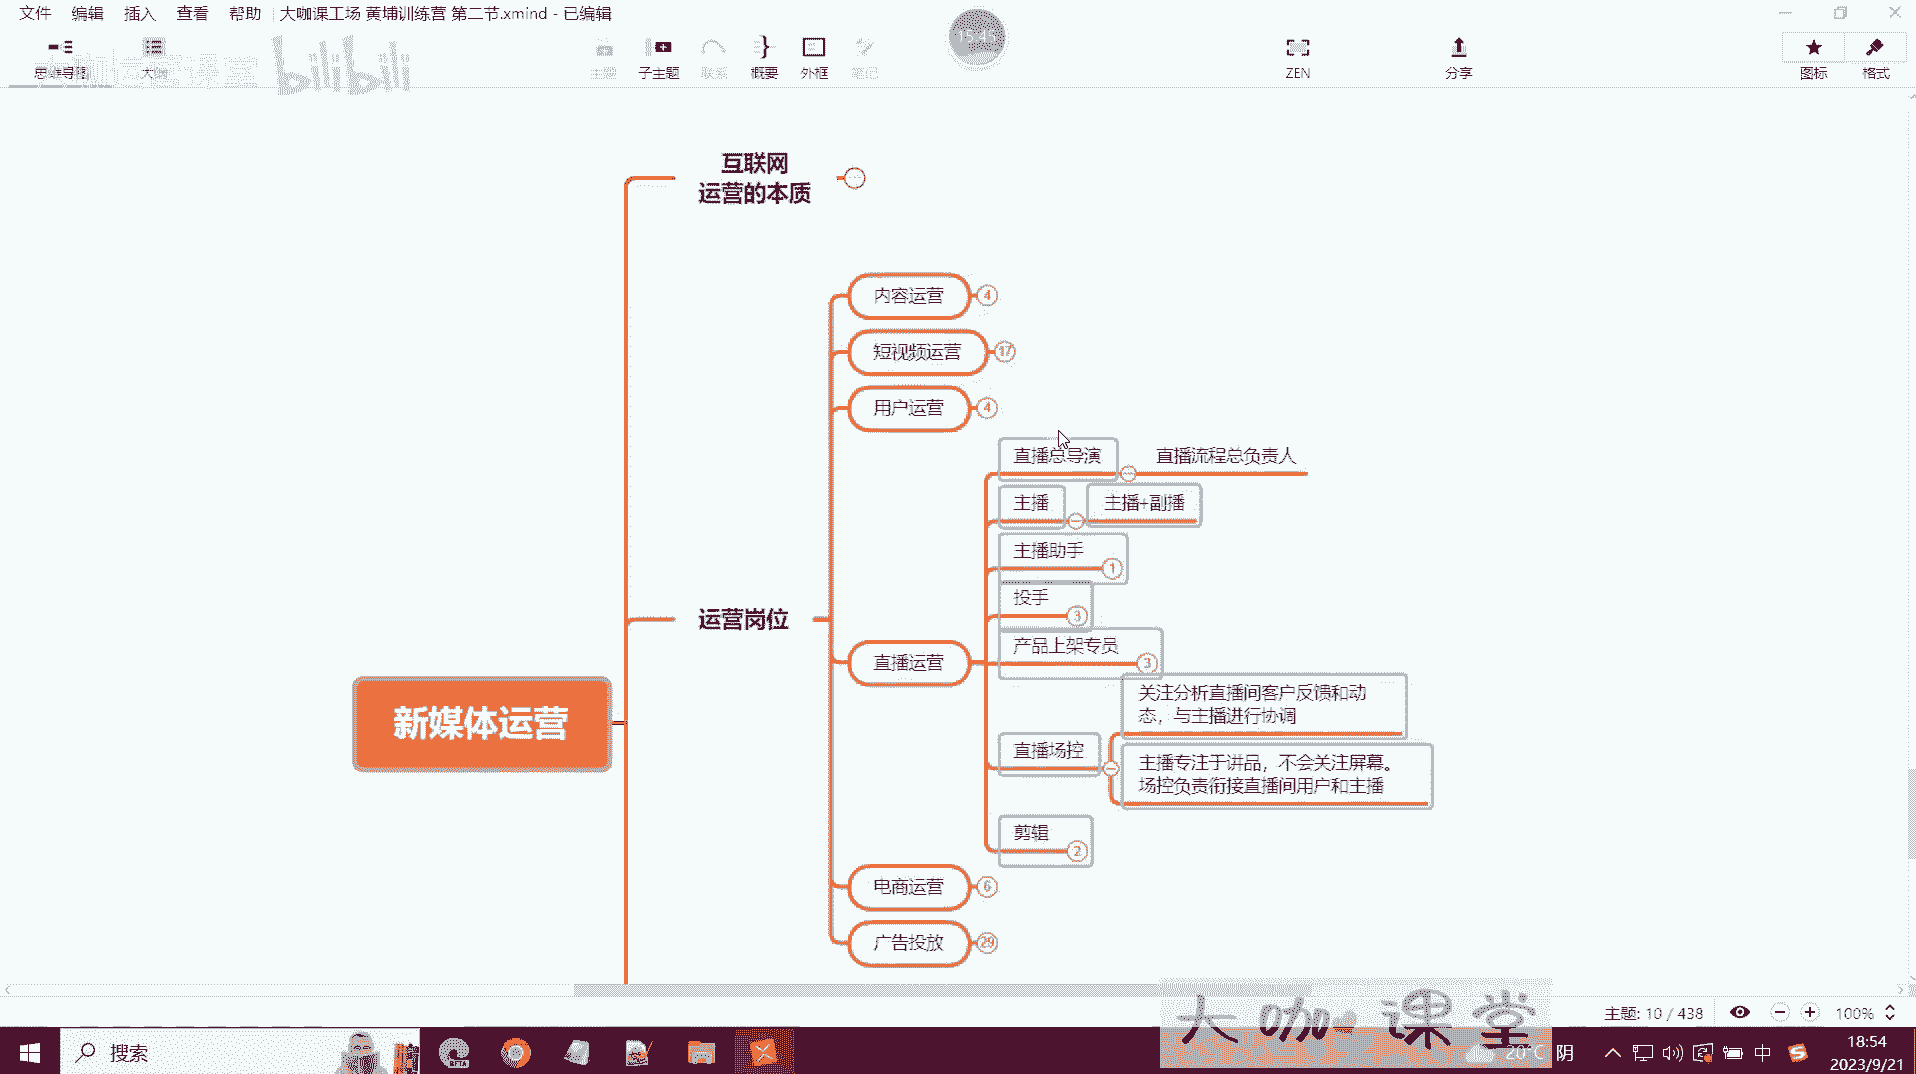 文件 编辑 插入 查看 帮助 大咖课工场 黄埔训练营 第二节.xmind - 已编辑
思维导图 大纲 主题 子主题 联系 概要 外框 笔记 15:45 ZEN 分享 图标 格式
bilibili
互联网
运营的本质
内容运营 4
短视频运营 17
用户运营 4
直播总导演 直播流程总负责人
主播 主播+副播
主播助手 1
投手 3
运营岗位
产品上架专员 3
直播运营
关注分析直播间客户反馈和动
态，与主播进行协调
新媒体运营
直播场控
主播专注于讲品，不会关注屏幕。
场控负责衔接直播间用户和主播
剪辑 2
电商运营 6
广告投放 29
大咖课堂
主题: 10 / 438 100%
搜索 20°C 阴 中 18:54
2023/9/21